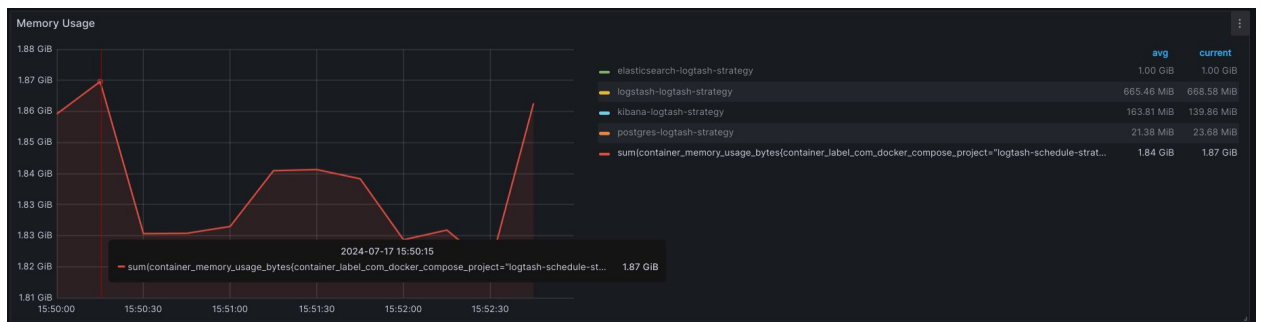 Memory Usage
1.88 GiB
1.87 GiB
1.86 GiB
1.85 GiB
1.84 GiB
1.83 GiB
1.83 GiB
1.82 GiB
1.81 GiB
15:50:00 15:50:30 15:51:00 15:51:30 15:52:00 15:52:30
2024-07-17 15:50:15
sum(container_memory_usage_bytes{container_label_com_docker_compose_project="logtash-schedule-st... 1.87 GiB
avg current
elasticsearch-logtash-strategy 1.00 GiB 1.00 GiB
logstash-logtash-strategy 665.46 MiB 668.58 MiB
kibana-logtash-strategy 163.81 MiB 139.86 MiB
postgres-logtash-strategy 21.38 MiB 23.68 MiB
sum(container_memory_usage_bytes{container_label_com_docker_compose_project="logtash-schedule-strat... 1.84 GiB 1.87 GiB